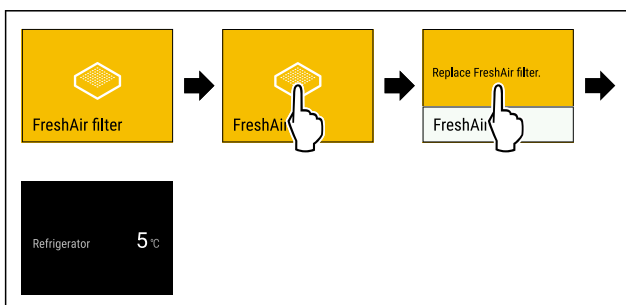 FreshAir filter
FreshAi
Replace FreshAir filter.
FreshAi
Refrigerator 5 °C